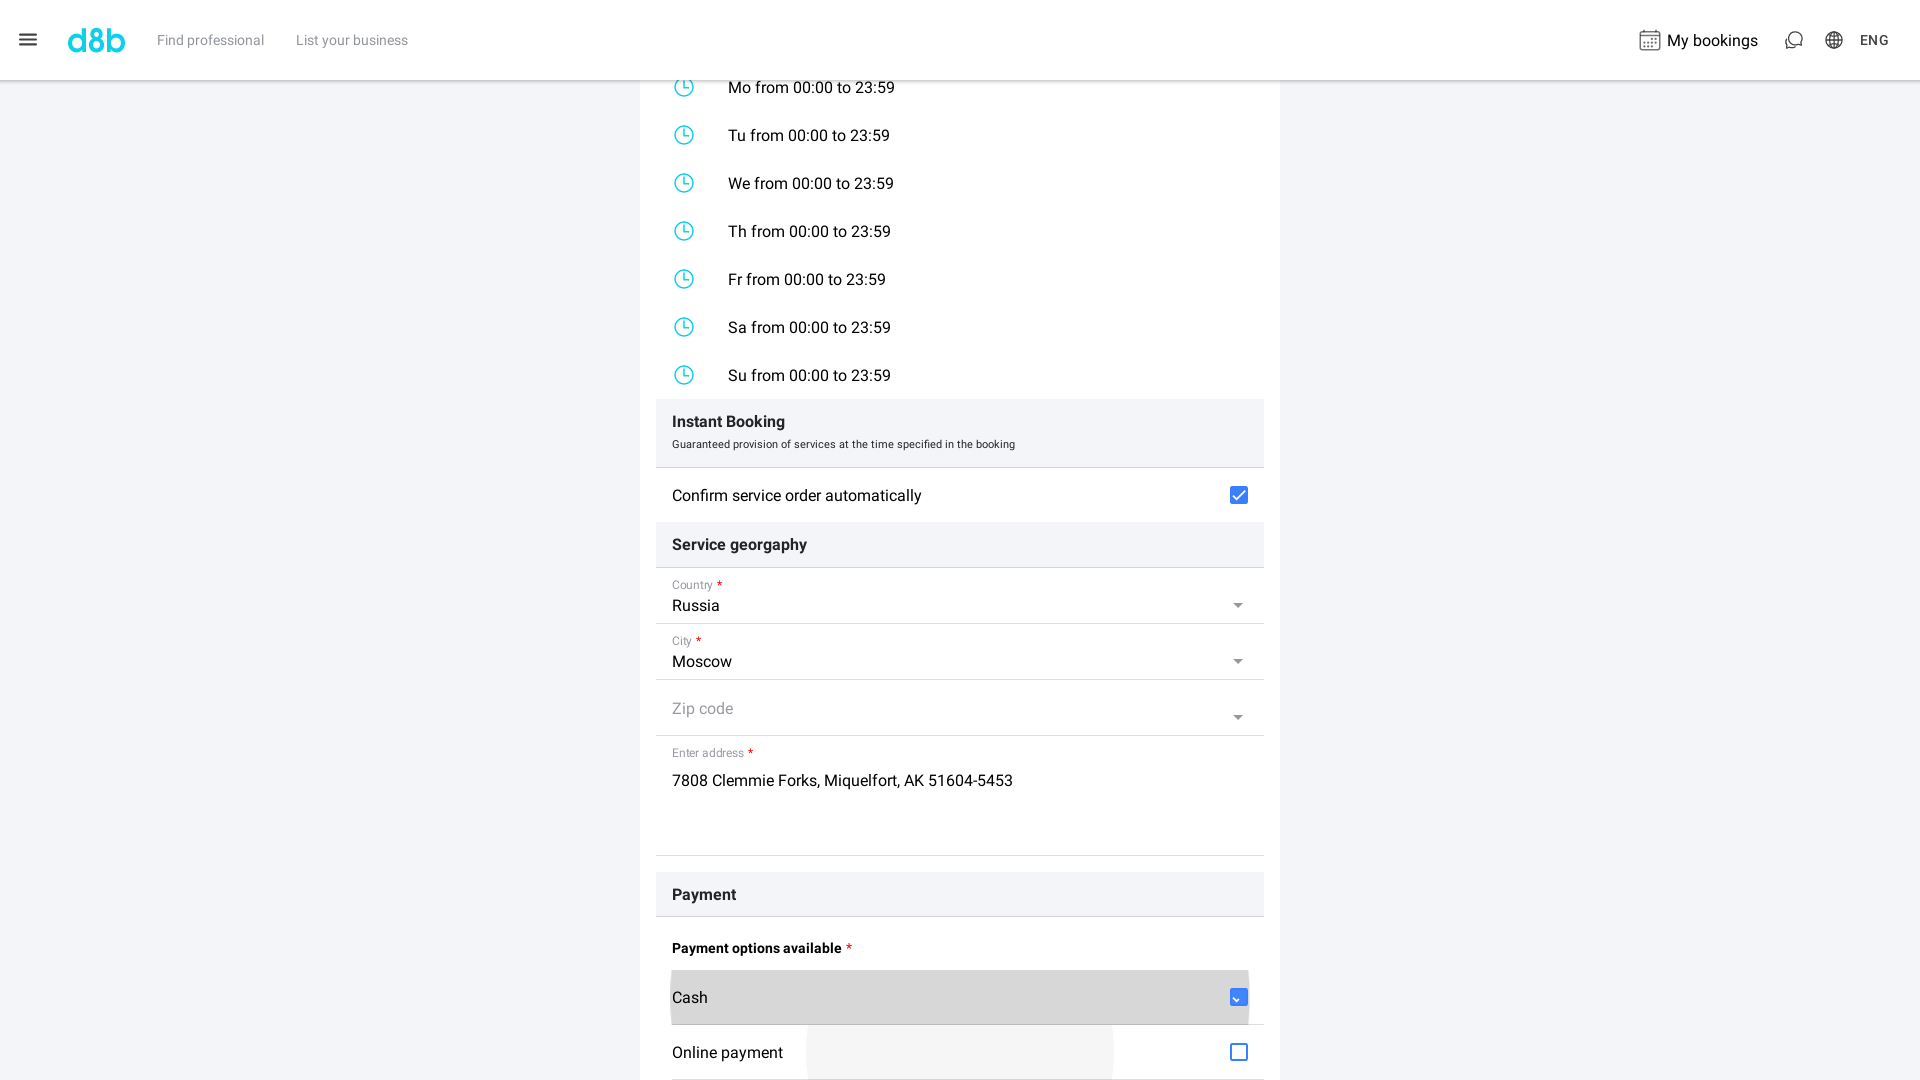 d8b
Find professional
List your business
My bookings
ENG
Mo from 00:00 to 23:59
Tu from 00:00 to 23:59
We from 00:00 to 23:59
Th from 00:00 to 23:59
Fr from 00:00 to 23:59
Sa from 00:00 to 23:59
Su from 00:00 to 23:59
Instant Booking
Guaranteed provision of services at the time specified in the booking
Confirm service order automatically
Service georgaphy
Country *
Russia
City *
Moscow
Zip code
Enter address *
7808 Clemmie Forks, Miquelfort, AK 51604-5453
Payment
Payment options available *
Cash
Online payment